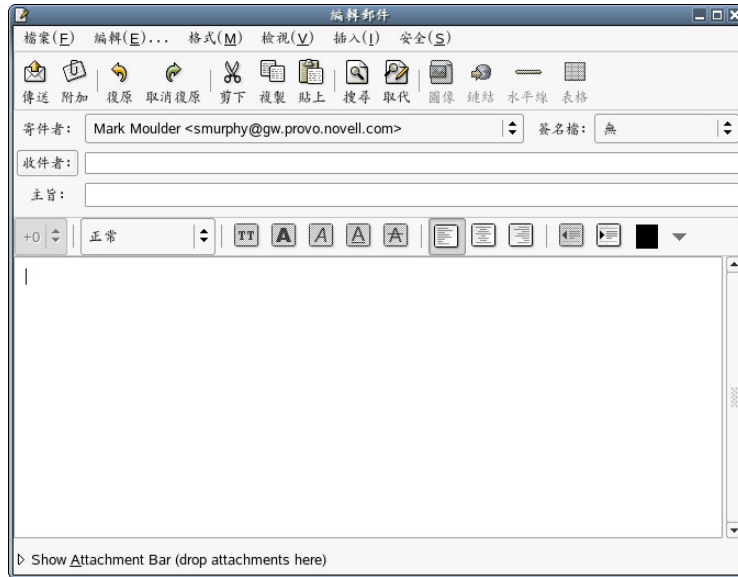 編輯郵件
檔案(F) 編輯(E)... 格式(M) 檢視(V) 插入(I) 安全(S)
傳送 附加 復原 取消復原 剪下 複製 貼上 搜尋 取代 圖像 鏈結 水平線 表格
寄件者: Mark Moulder <smurphy@gw.provo.novell.com> 簽名檔: 無
收件者:
主旨:
+0 正常 TT A A A A
Show Attachment Bar (drop attachments here)